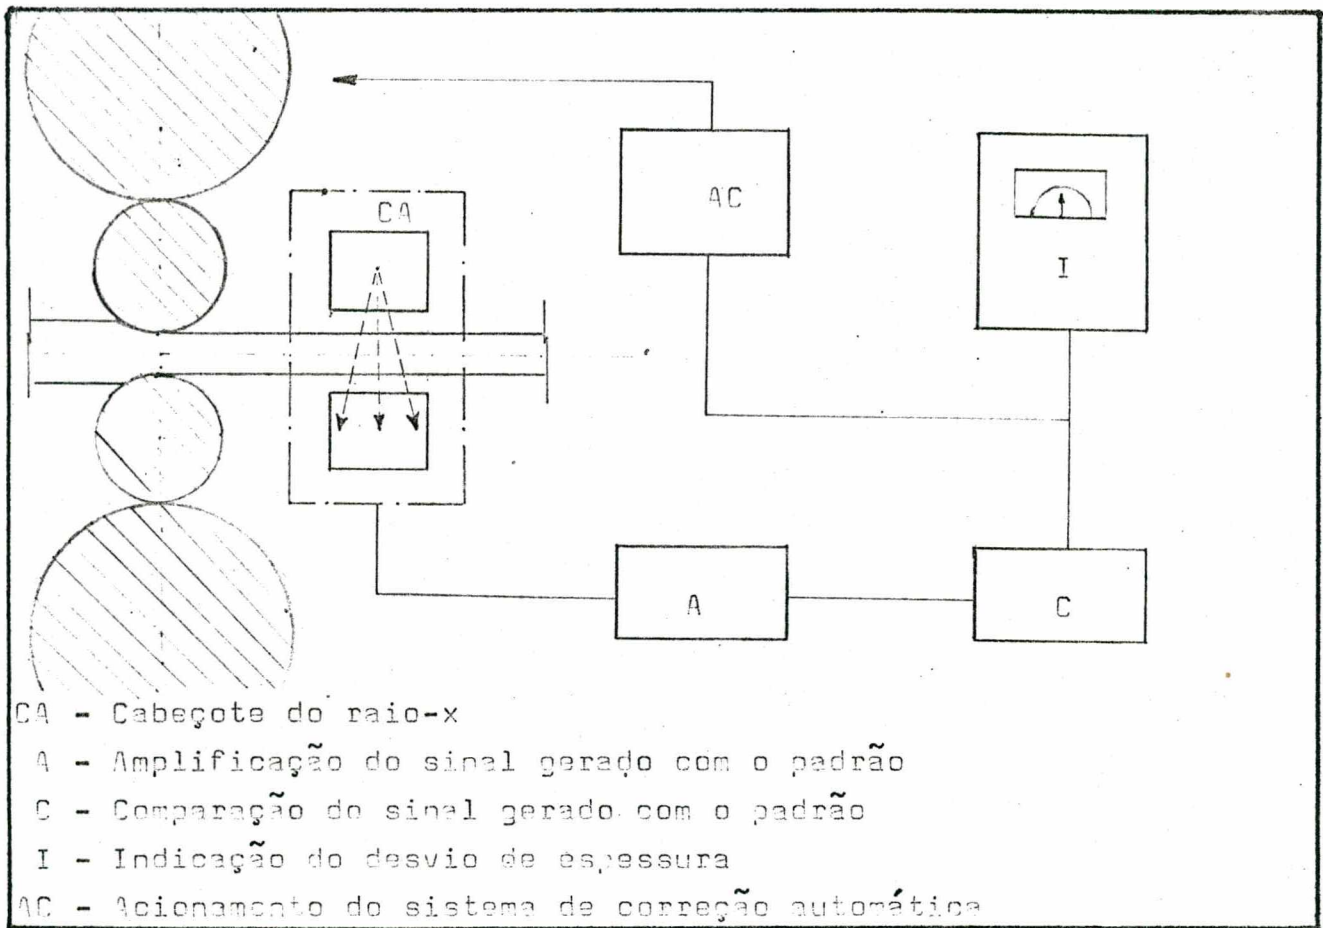 CA
AC
I
A
C
CA - Cabeçote do raio-x
A - Amplificação do sinal gerado com o padrão
C - Comparação do sinal gerado com o padrão
I - Indicação do desvio de espessura
AC - Acionamento do sistema de correção automática